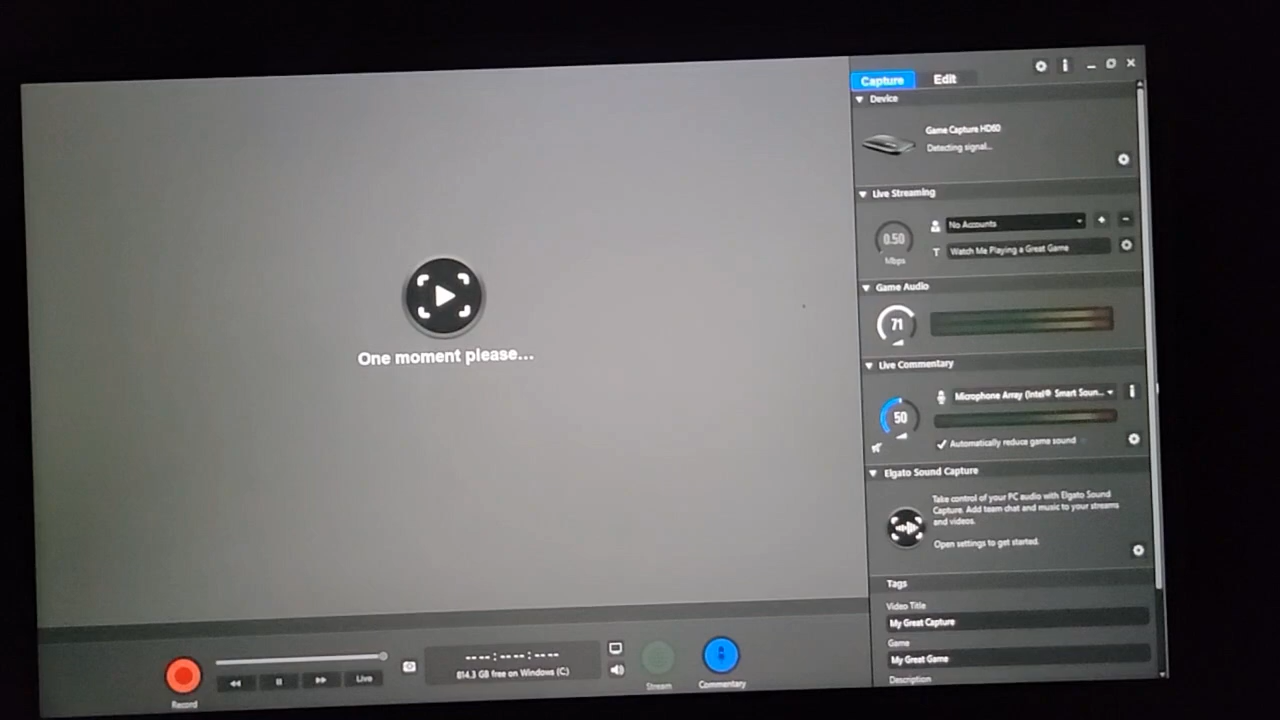 Capture Edit
Device
Game Capture HD60
Detecting signal...
Live Streaming
0.50
Mbps
No Accounts
T Watch Me Playing a Great Game
Game Audio
71
Live Commentary
50
Microphone Array (Intel® Smart Soun...
Automatically reduce game sound
Elgato Sound Capture
Take control of your PC audio with Elgato Sound
Capture. Add team chat and music to your streams
and videos.
Open settings to get started.
Tags
Video Title
My Great Capture
Game
My Great Game
Description
One moment please...
Record
Live
--:--:--
814.3 GB free on Windows (C:)
Stream
Commentary